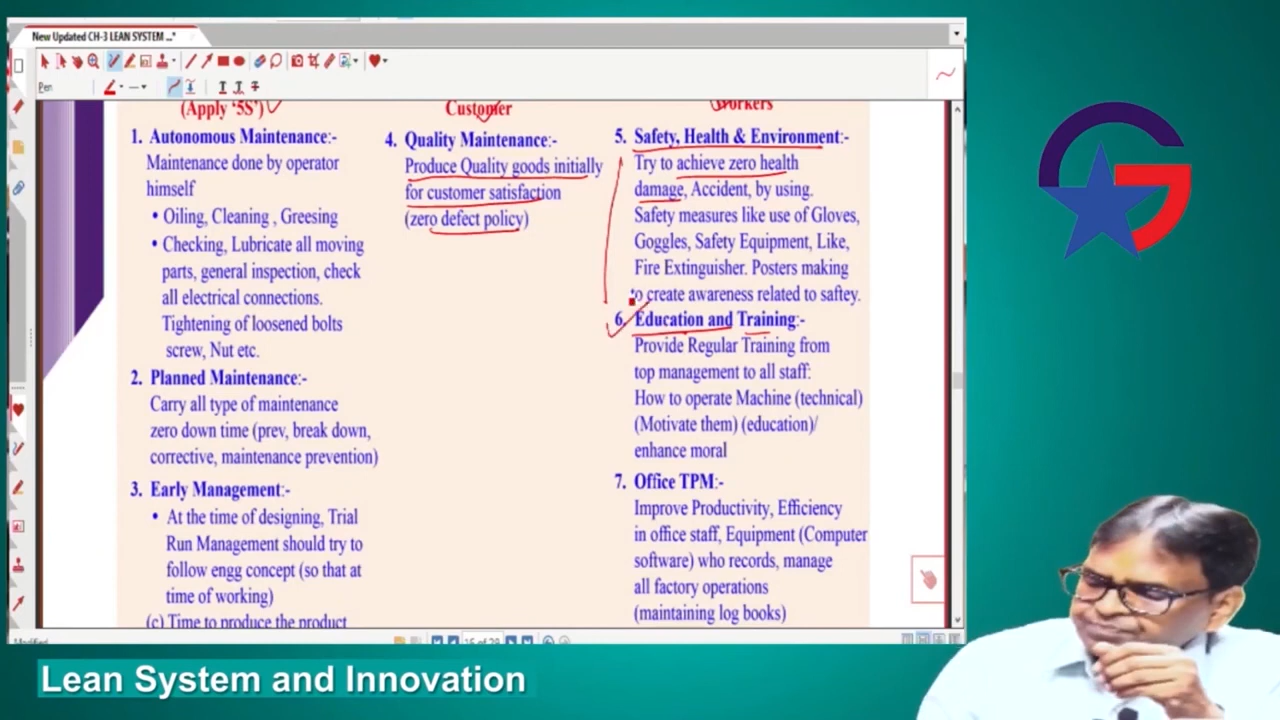 New Updated CH-3 LEAN SYSTEM ...*
Pen
(Apply ‘5S’)
Customer
Workers
1. Autonomous Maintenance:-
Maintenance done by operator
himself
• Oiling, Cleaning , Greesing
• Checking, Lubricate all moving
parts, general inspection, check
all electrical connections.
Tightening of loosened bolts
screw, Nut etc.
2. Planned Maintenance:-
Carry all type of maintenance
zero down time (prev, break down,
corrective, maintenance prevention)
3. Early Management:-
• At the time of designing, Trial
Run Management should try to
follow engg concept (so that at
time of working)
(c) Time to produce the product
4. Quality Maintenance:-
Produce Quality goods initially
for customer satisfaction
(zero defect policy)
5. Safety, Health & Environment:-
Try to achieve zero health
damage, Accident, by using.
Safety measures like use of Gloves,
Goggles, Safety Equipment, Like,
Fire Extinguisher. Posters making
to create awareness related to saftey.
6. Education and Training:-
Provide Regular Training from
top management to all staff:
How to operate Machine (technical)
(Motivate them) (education)/
enhance moral
7. Office TPM:-
Improve Productivity, Efficiency
in office staff, Equipment (Computer
software) who records, manage
all factory operations
(maintaining log books)
Lean System and Innovation